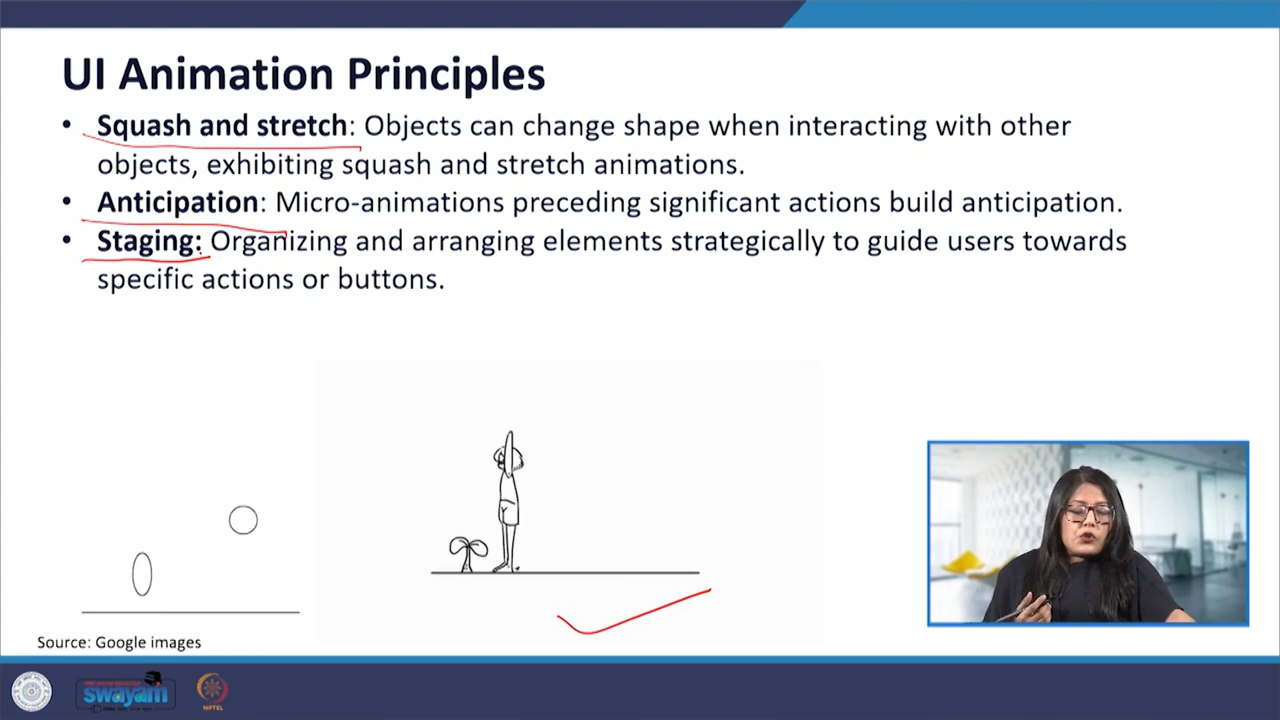 UI Animation Principles
• Squash and stretch: Objects can change shape when interacting with other
objects, exhibiting squash and stretch animations.
• Anticipation: Micro-animations preceding significant actions build anticipation.
• Staging: Organizing and arranging elements strategically to guide users towards
specific actions or buttons.
Source: Google images
swayam
NPTEL